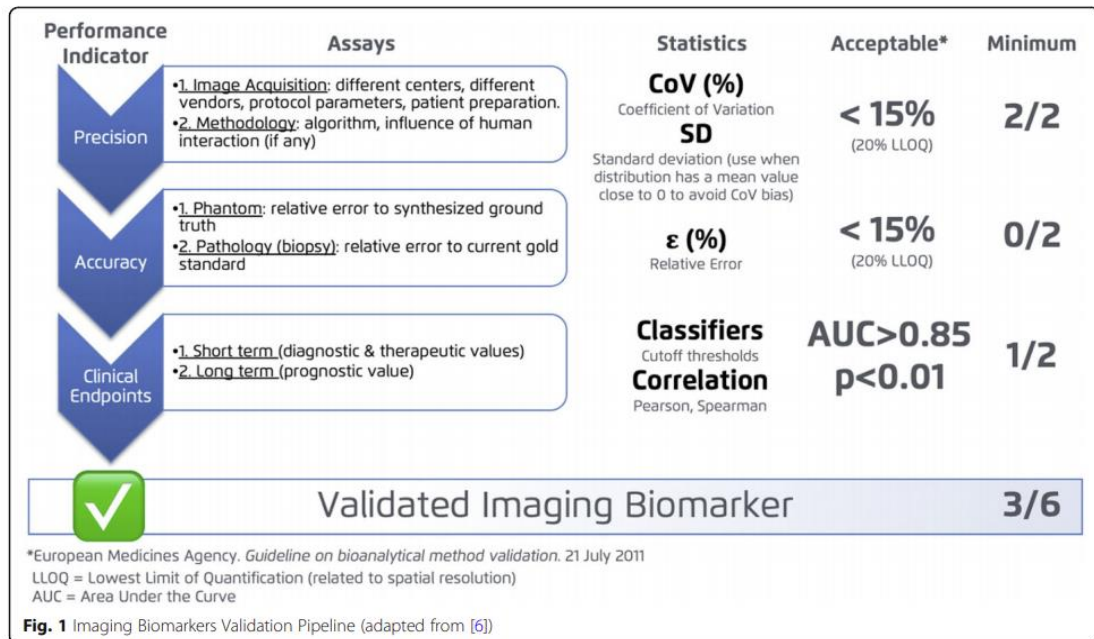 Performance
Indicator
Assays
Statistics
Acceptable*
Minimum
Precision
•1. Image Acquisition: different centers, different
vendors, protocol parameters, patient preparation.
•2. Methodology: algorithm, influence of human
interaction (if any)
CoV (%)
Coefficient of Variation
SD
Standard deviation (use when
distribution has a mean value
close to 0 to avoid CoV bias)
< 15%
(20% LLOQ)
2/2
Accuracy
•1. Phantom: relative error to synthesized ground
truth
•2. Pathology (biopsy): relative error to current gold
standard
ε (%)
Relative Error
< 15%
(20% LLOQ)
0/2
Clinical
Endpoints
•1. Short term (diagnostic & therapeutic values)
•2. Long term (prognostic value)
Classifiers
Cutoff thresholds
Correlation
Pearson, Spearman
AUC>0.85
p<0.01
1/2
Validated Imaging Biomarker
3/6
*European Medicines Agency. Guideline on bioanalytical method validation. 21 July 2011
LLOQ = Lowest Limit of Quantification (related to spatial resolution)
AUC = Area Under the Curve
Fig. 1 Imaging Biomarkers Validation Pipeline (adapted from [6])